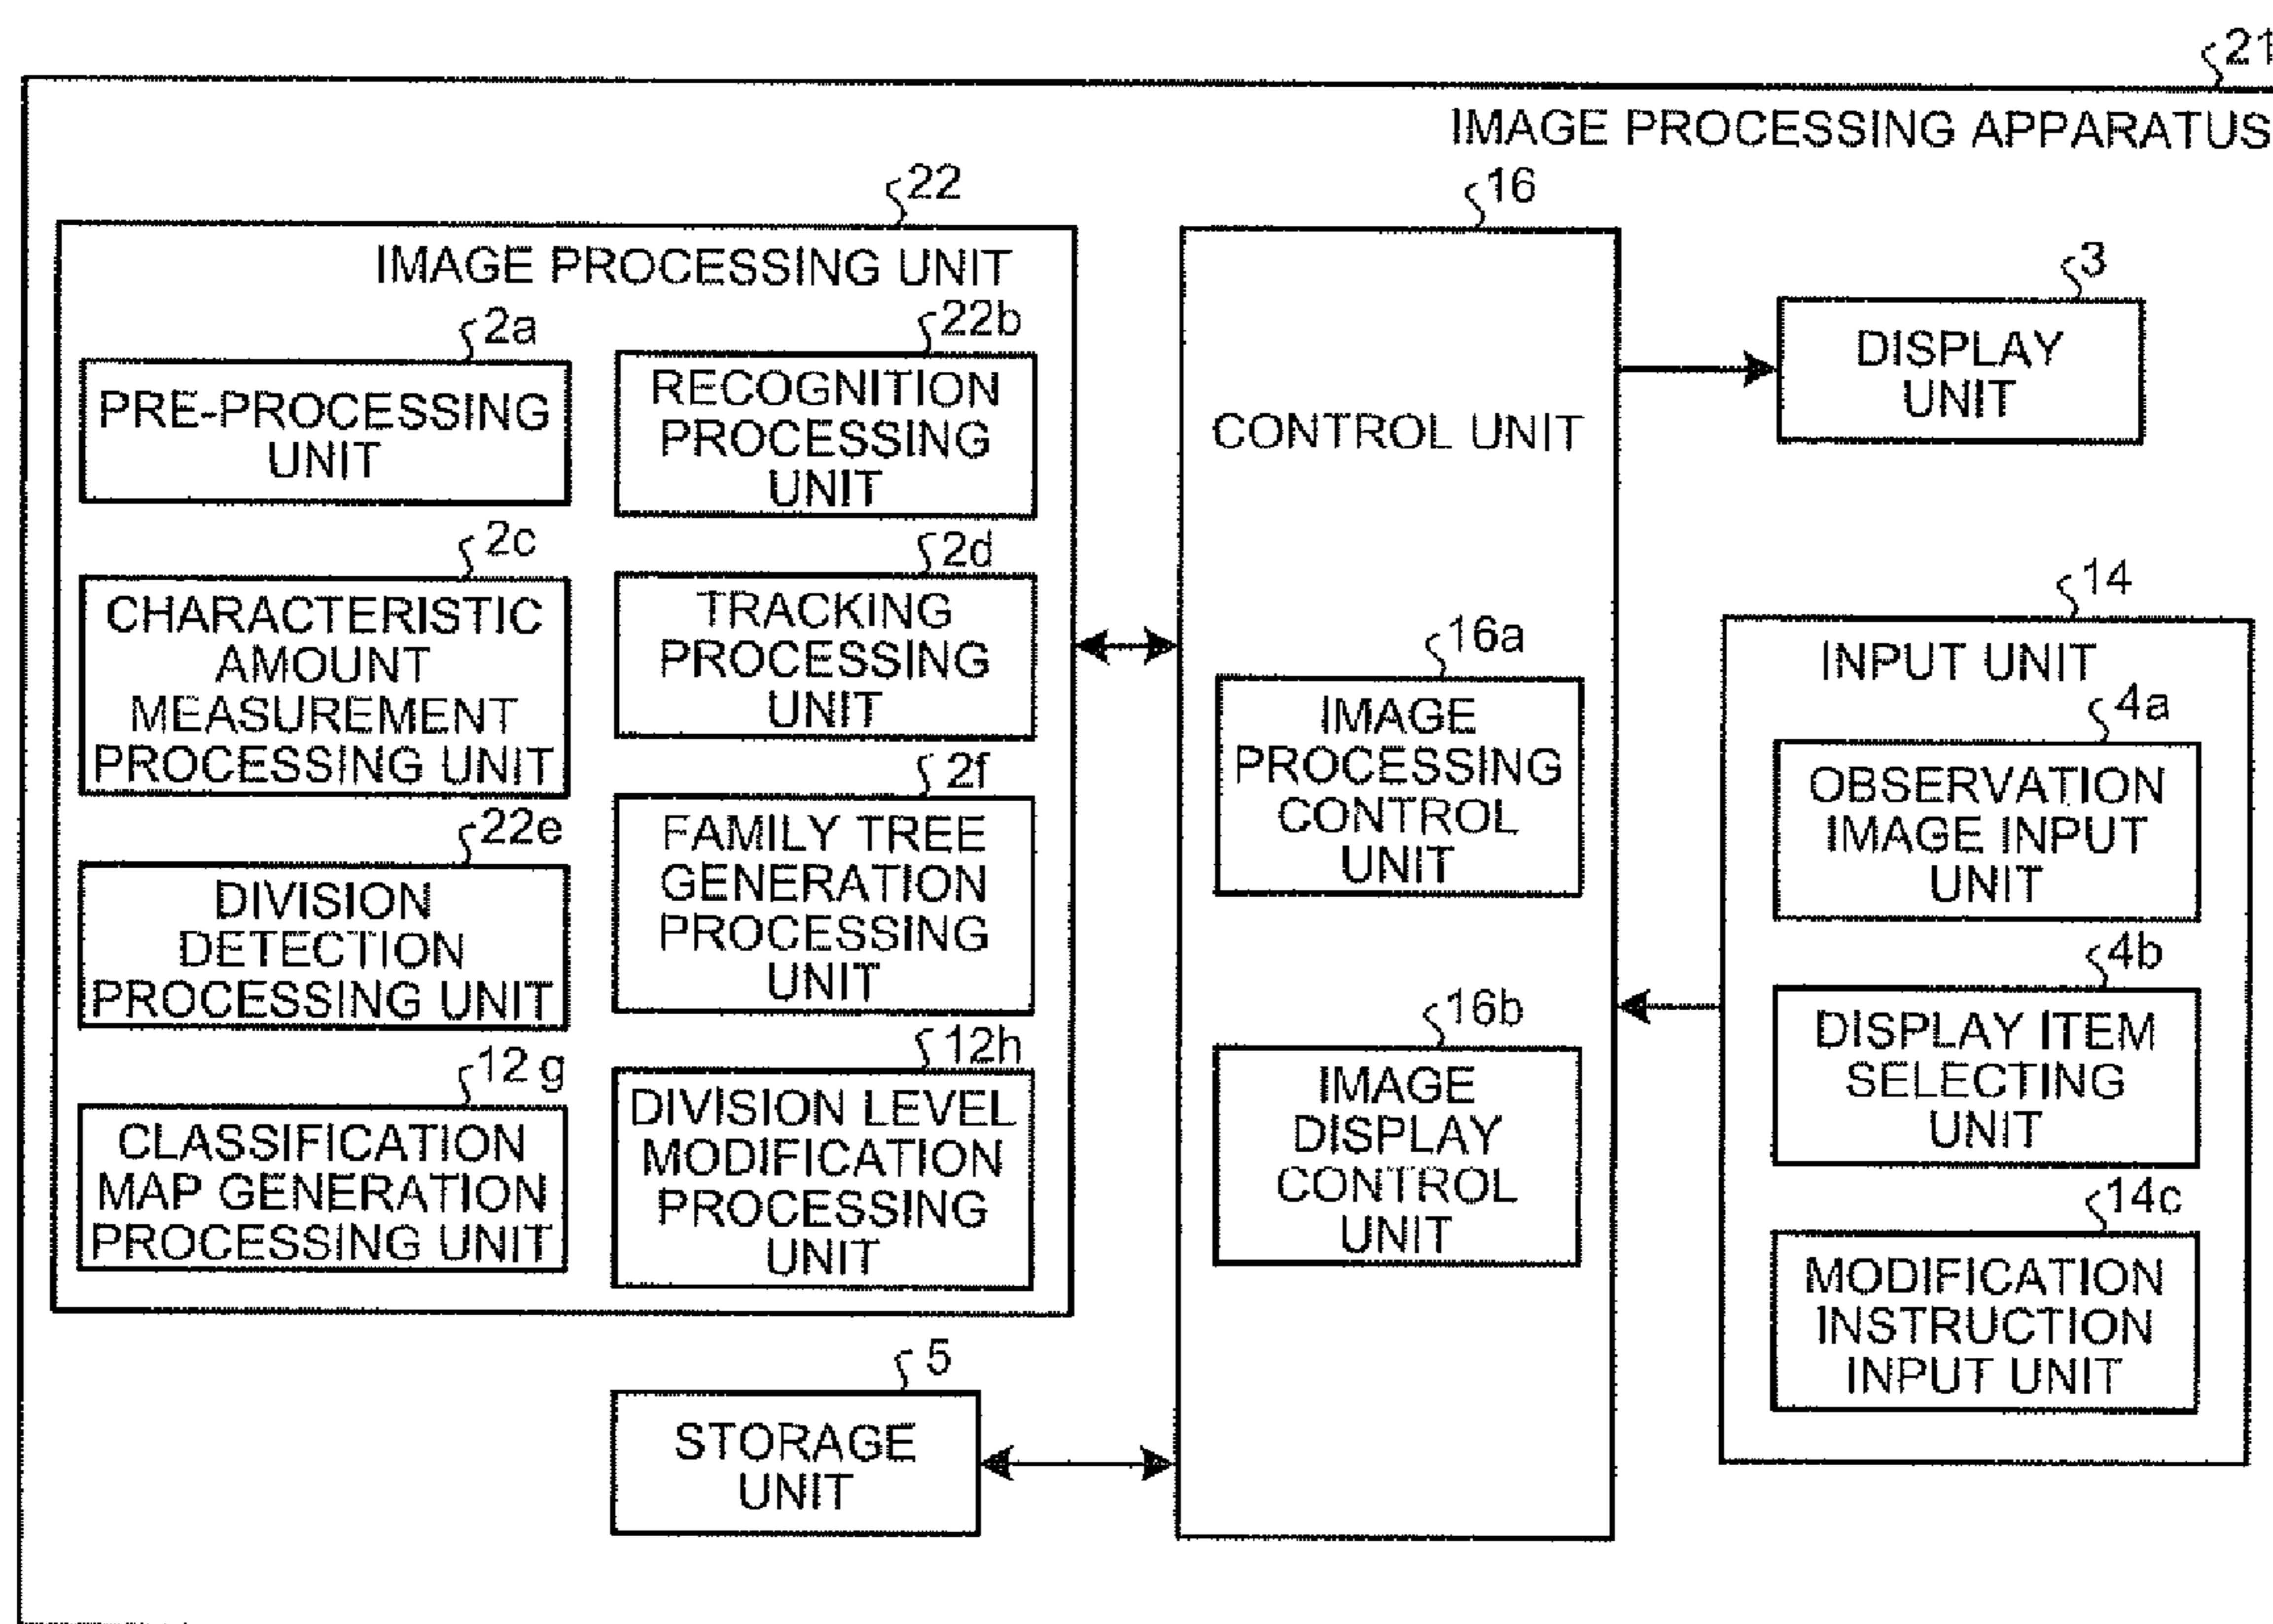 21
IMAGE PROCESSING APPARATUS
22
IMAGE PROCESSING UNIT
2a
PRE-PROCESSING
UNIT
22b
RECOGNITION
PROCESSING
UNIT
2c
CHARACTERISTIC
AMOUNT
MEASUREMENT
PROCESSING UNIT
2d
TRACKING
PROCESSING
UNIT
22e
DIVISION
DETECTION
PROCESSING UNIT
2f
FAMILY TREE
GENERATION
PROCESSING
UNIT
12g
CLASSIFICATION
MAP GENERATION
PROCESSING UNIT
12h
DIVISION LEVEL
MODIFICATION
PROCESSING
UNIT
5
STORAGE
UNIT
16
CONTROL UNIT
16a
IMAGE
PROCESSING
CONTROL
UNIT
16b
IMAGE
DISPLAY
CONTROL
UNIT
3
DISPLAY
UNIT
14
INPUT UNIT
4a
OBSERVATION
IMAGE INPUT
UNIT
4b
DISPLAY ITEM
SELECTING
UNIT
14c
MODIFICATION
INSTRUCTION
INPUT UNIT